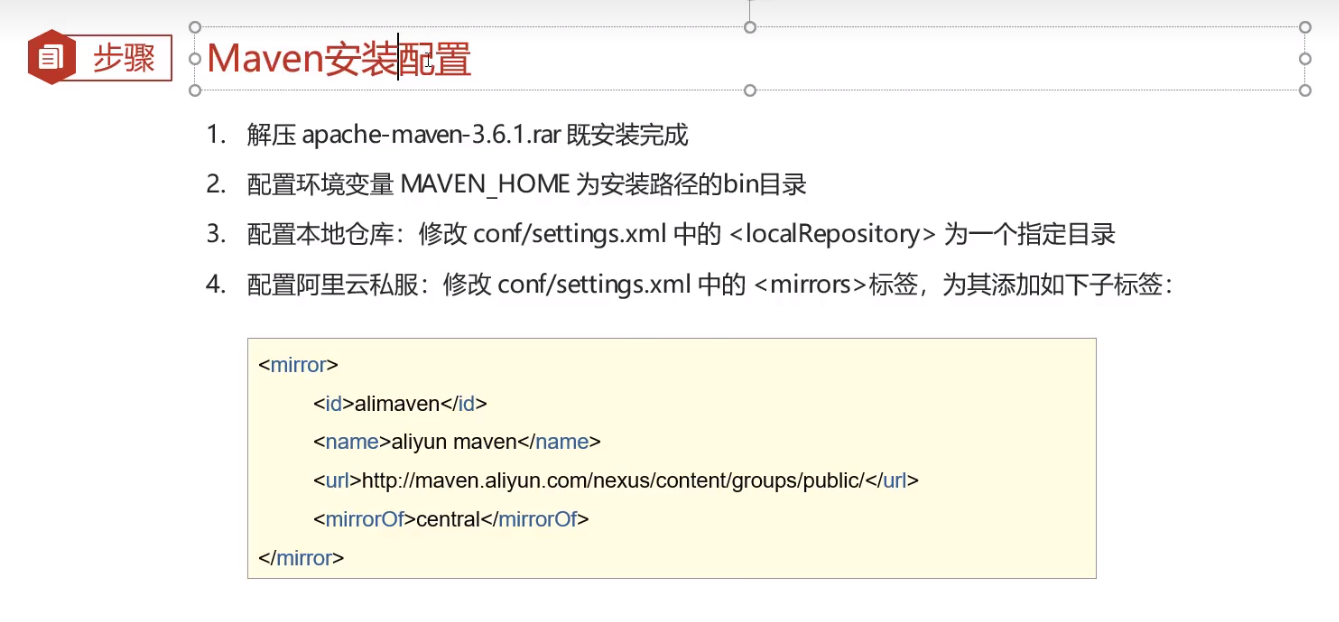 步骤
Maven安装配置
1. 解压 apache-maven-3.6.1.rar 既安装完成
2. 配置环境变量 MAVEN_HOME 为安装路径的bin目录
3. 配置本地仓库：修改 conf/settings.xml 中的 <localRepository> 为一个指定目录
4. 配置阿里云私服：修改 conf/settings.xml 中的 <mirrors>标签，为其添加如下子标签：
<mirror>
<id>alimaven</id>
<name>aliyun maven</name>
<url>http://maven.aliyun.com/nexus/content/groups/public/</url>
<mirrorOf>central</mirrorOf>
</mirror>